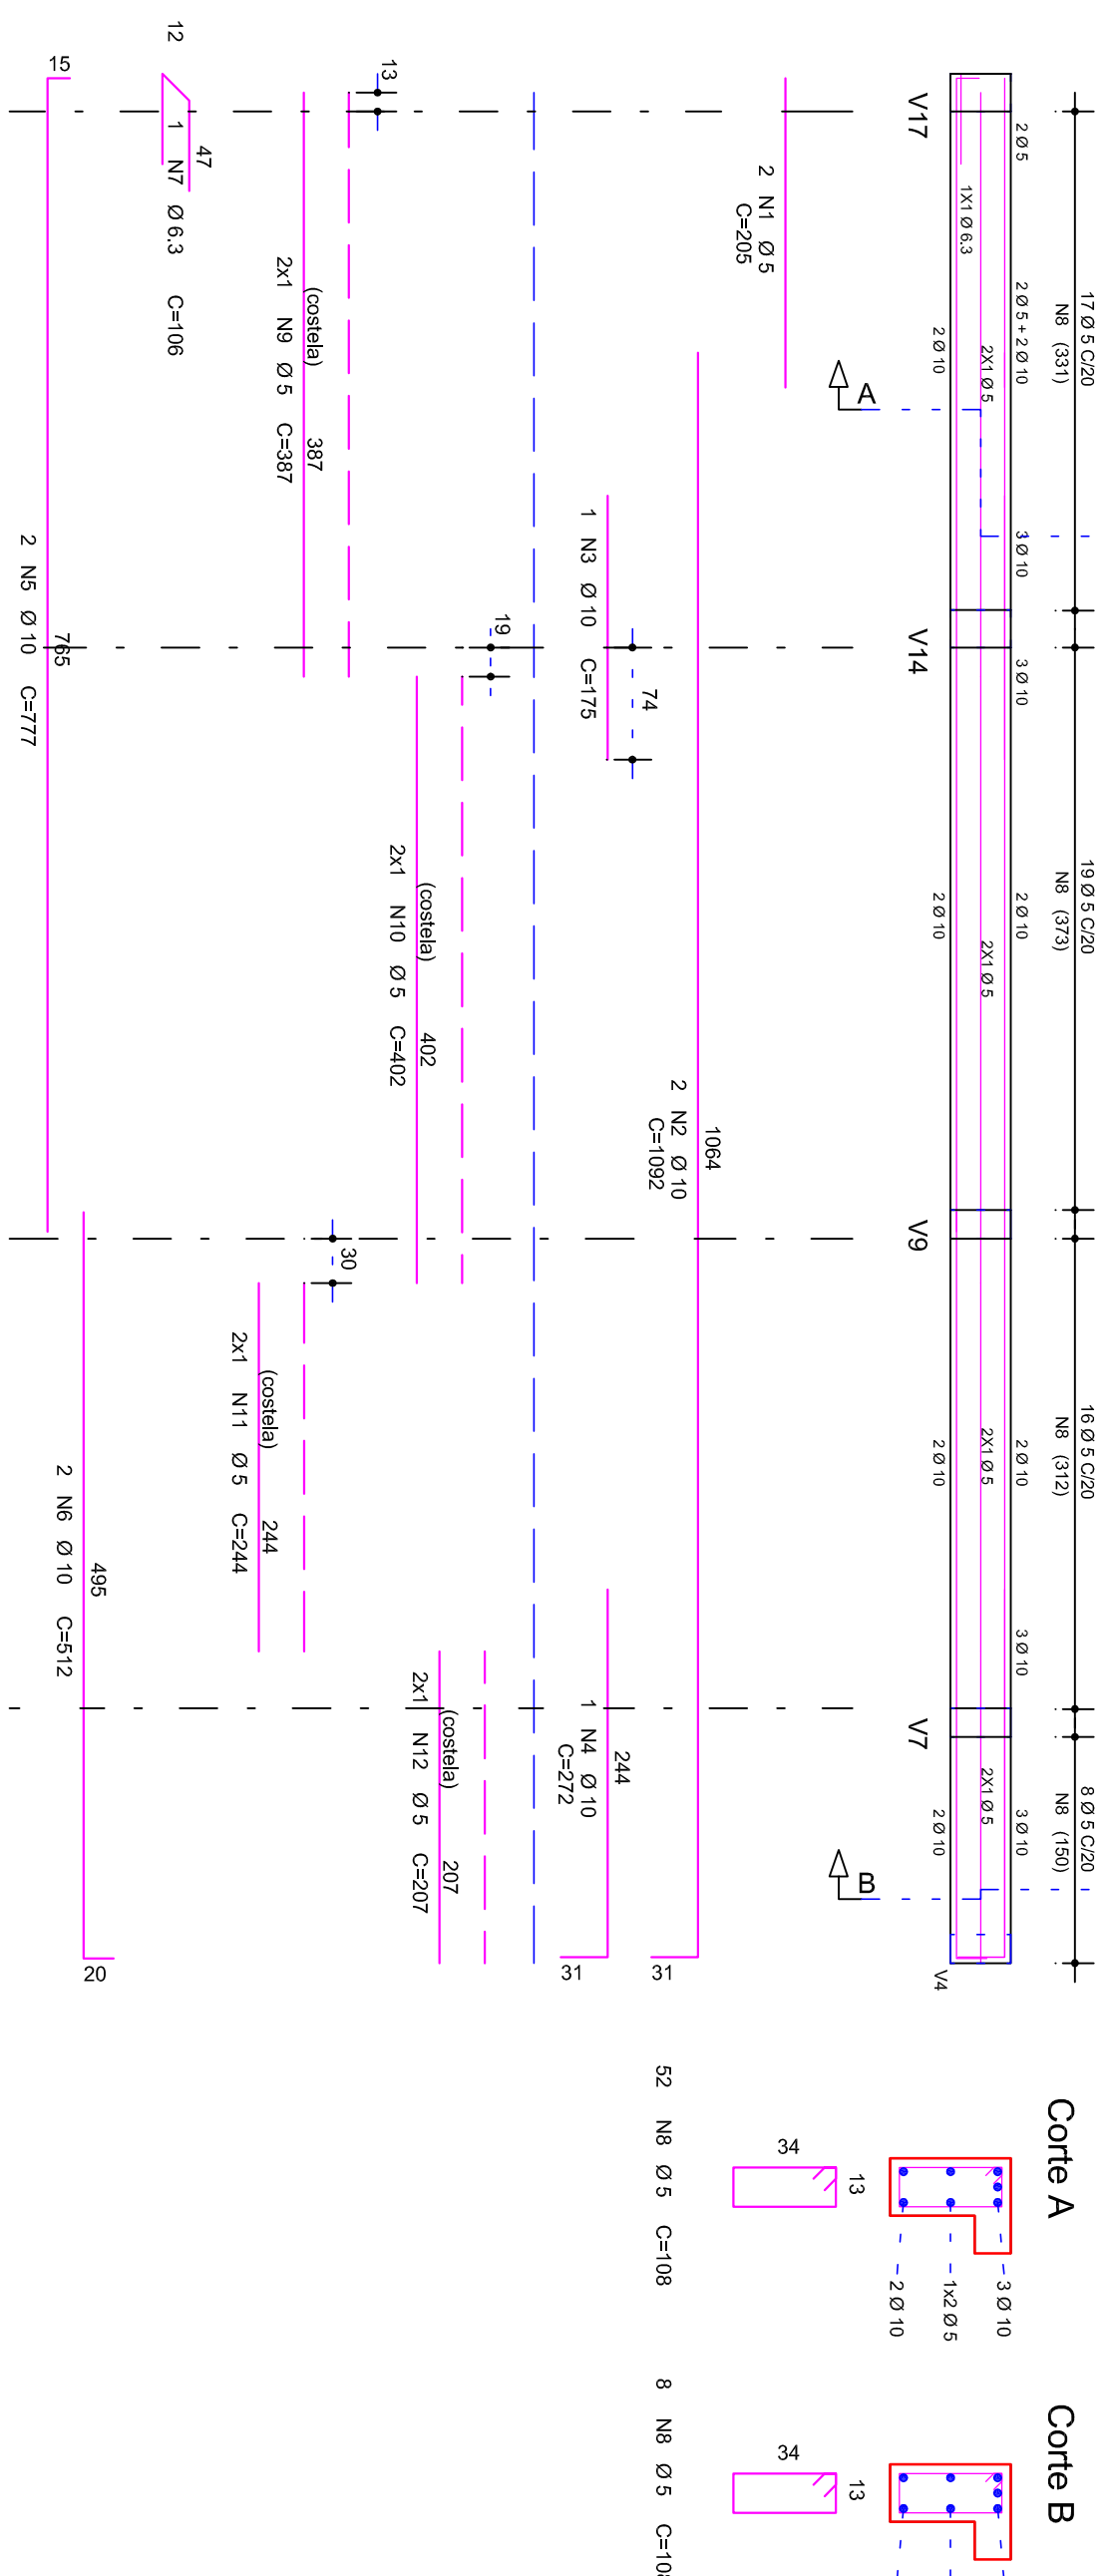 17 Ø 5 C/20
N8 (331)
19 Ø 5 C/20
N8 (373)
16 Ø 5 C/20
N8 (312)
8 Ø 5 C/20
N8 (150)
2 Ø 5
2 Ø 5 + 2 Ø 10
3 Ø 10
3 Ø 10
2 Ø 10
2 Ø 10
3 Ø 10
3 Ø 10
1X1 Ø 6.3
2X1 Ø 5
2X1 Ø 5
2X1 Ø 5
2X1 Ø 5
2 Ø 10
2 Ø 10
2 Ø 10
2 Ø 10
V4
V17
V14
V9
V7
A
B
2 N1 Ø 5
C=205
1064
2 N2 Ø 10
C=1092
31
74
1 N3 Ø 10 C=175
244
1 N4 Ø 10
C=272
31
19
(costela) 207
2x1 N12 Ø 5 C=207
(costela) 402
2x1 N10 Ø 5 C=402
13
30
(costela) 387
2x1 N9 Ø 5 C=387
(costela) 244
2x1 N11 Ø 5 C=244
47
12
1 N7 Ø 6.3 C=106
495
2 N6 Ø 10 C=512
20
15
765
2 N5 Ø 10 C=777
Corte A
3 Ø 10
1x2 Ø 5
2 Ø 10
13
34
52 N8 Ø 5 C=108
Corte B
13
34
8 N8 Ø 5